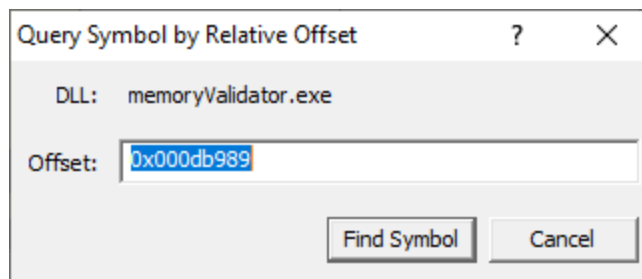 Query Symbol by Relative Offset ?
DLL: memoryValidator.exe
Offset: 0x000db989
Find Symbol Cancel